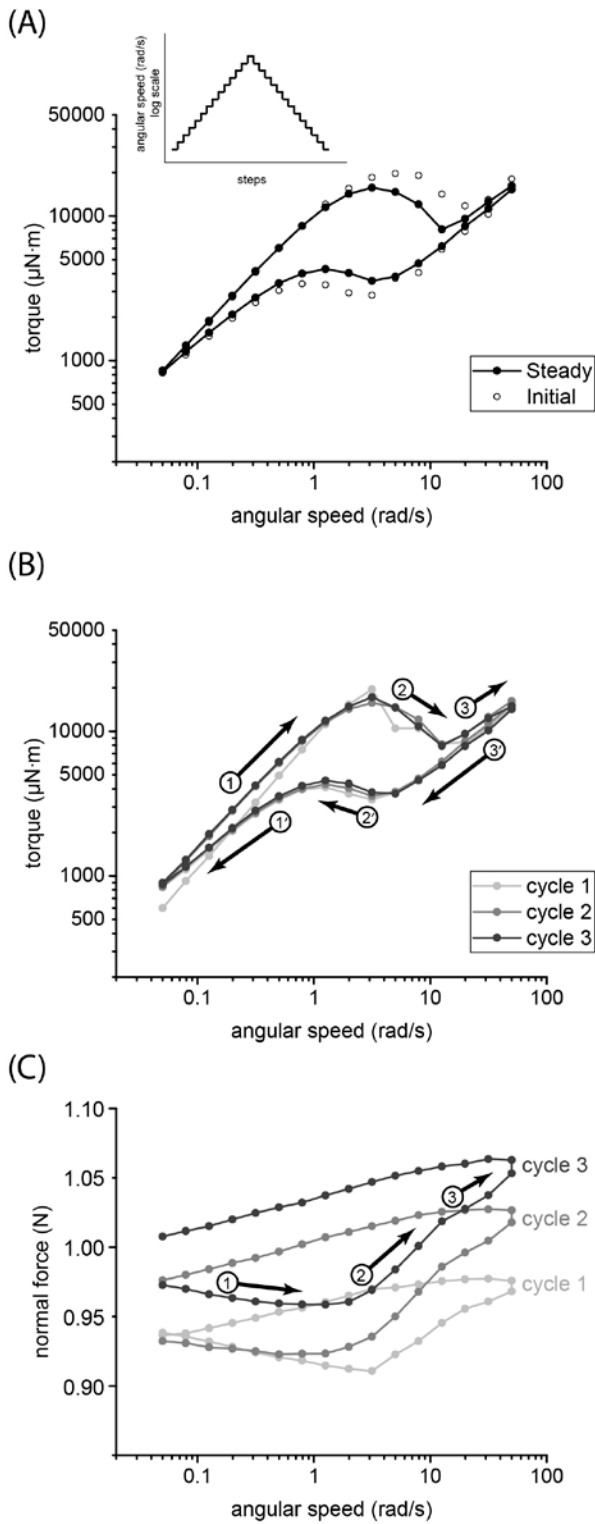 (A)
angular speed (rad/s)
log scale
steps
50000
10000
5000
1000
500
torque (µN·m)
Steady
Initial
0.1
1
10
100
angular speed (rad/s)
(B)
50000
10000
5000
1000
500
torque (µN·m)
1
2
3
3'
2'
1'
cycle 1
cycle 2
cycle 3
0.1
1
10
100
angular speed (rad/s)
(C)
1.10
1.05
1.00
0.95
0.90
normal force (N)
cycle 3
cycle 2
cycle 1
1
2
3
0.1
1
10
100
angular speed (rad/s)